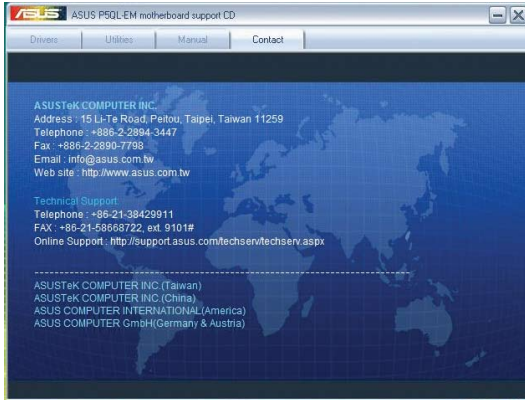 ASUS ASUS P5QL-EM motherboard support CD
Drivers Utilities Manual Contact
ASUSTeK COMPUTER INC.
Address : 15 Li-Te Road, Peitou, Taipei, Taiwan 11259
Telephone : +886-2-2894-3447
Fax : +886-2-2890-7798
Email : info@asus.com.tw
Web site : http://www.asus.com.tw
Technical Support
Telephone : +86-21-38429911
FAX : +86-21-58668722, ext. 9101#
Online Support : http://support.asus.com/techserv/techserv.aspx
--------------------------------------------------------------------------------
ASUSTeK COMPUTER INC.(Taiwan)
ASUSTeK COMPUTER INC.(China)
ASUS COMPUTER INTERNATIONAL(America)
ASUS COMPUTER GmbH(Germany & Austria)